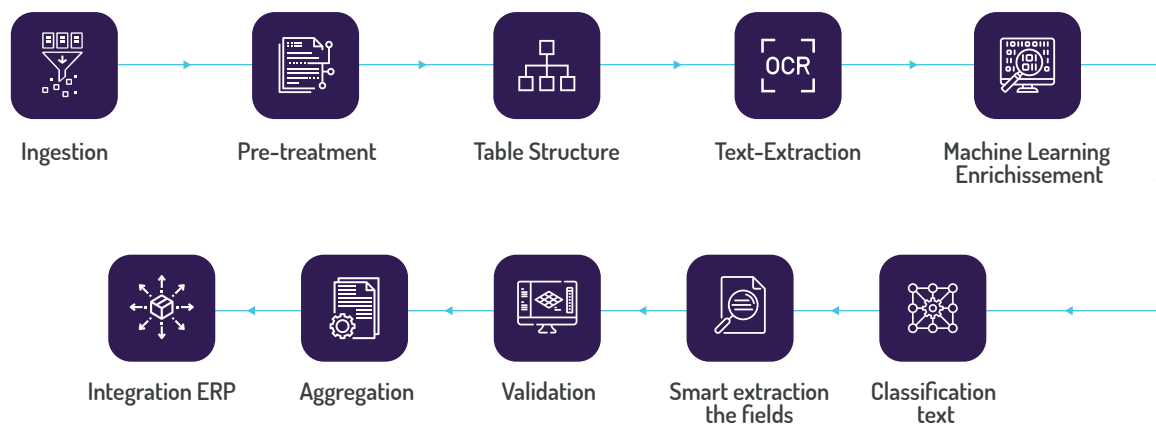 Ingestion
Pre-treatment
Table Structure
OCR
Text-Extraction
Machine Learning
Enrichissement
Integration ERP
Aggregation
Validation
Smart extraction
the fields
Classification
text